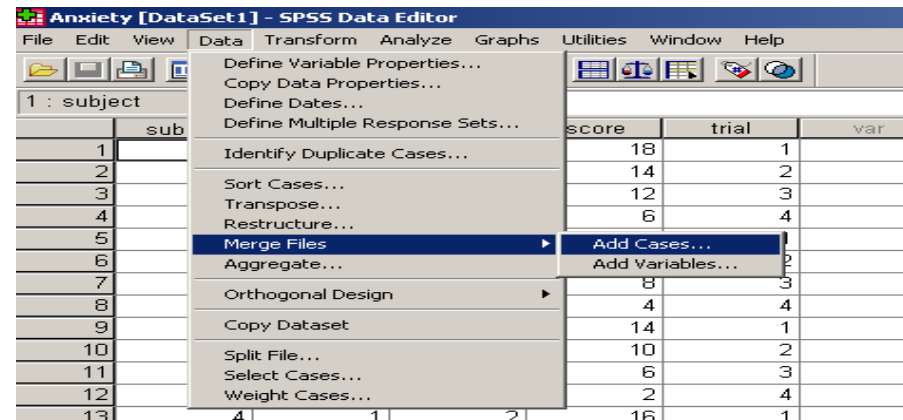 Anxiety [DataSet1] - SPSS Data Editor
File Edit View Data Transform Analyze Graphs Utilities Window Help
Define Variable Properties...
Copy Data Properties...
Define Dates...
Define Multiple Response Sets...
Identify Duplicate Cases...
Sort Cases...
Transpose...
Restructure...
Merge Files
Aggregate...
Orthogonal Design
Copy Dataset
Split File...
Select Cases...
Weight Cases...
Add Cases...
Add Variables...
1 : subject
sub score trial var
1 18 1
2 14 2
3 12 3
4 6 4
5
6 2
7 8 3
8 4 4
9 14 1
10 10 2
11 6 3
12 2 4
13 4 1 2 16 1